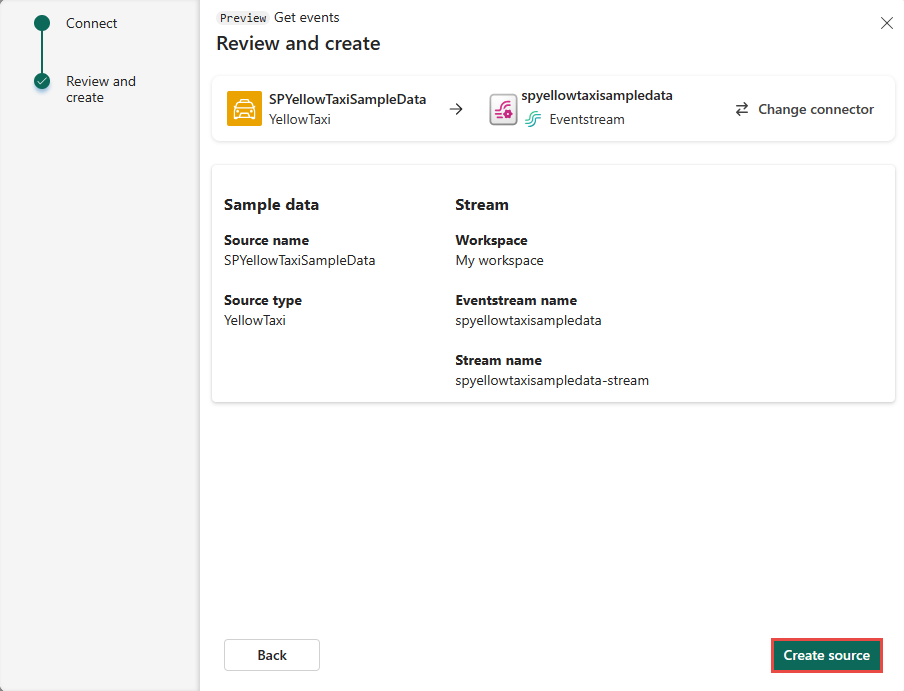 Connect
Review and
create
Preview Get events
Review and create
SPYellowTaxiSampleData
YellowTaxi
spyellowtaxisampledata
Eventstream
Change connector
Sample data
Source name
SPYellowTaxiSampleData
Source type
YellowTaxi
Stream
Workspace
My workspace
Eventstream name
spyellowtaxisampledata
Stream name
spyellowtaxisampledata-stream
Back
Create source